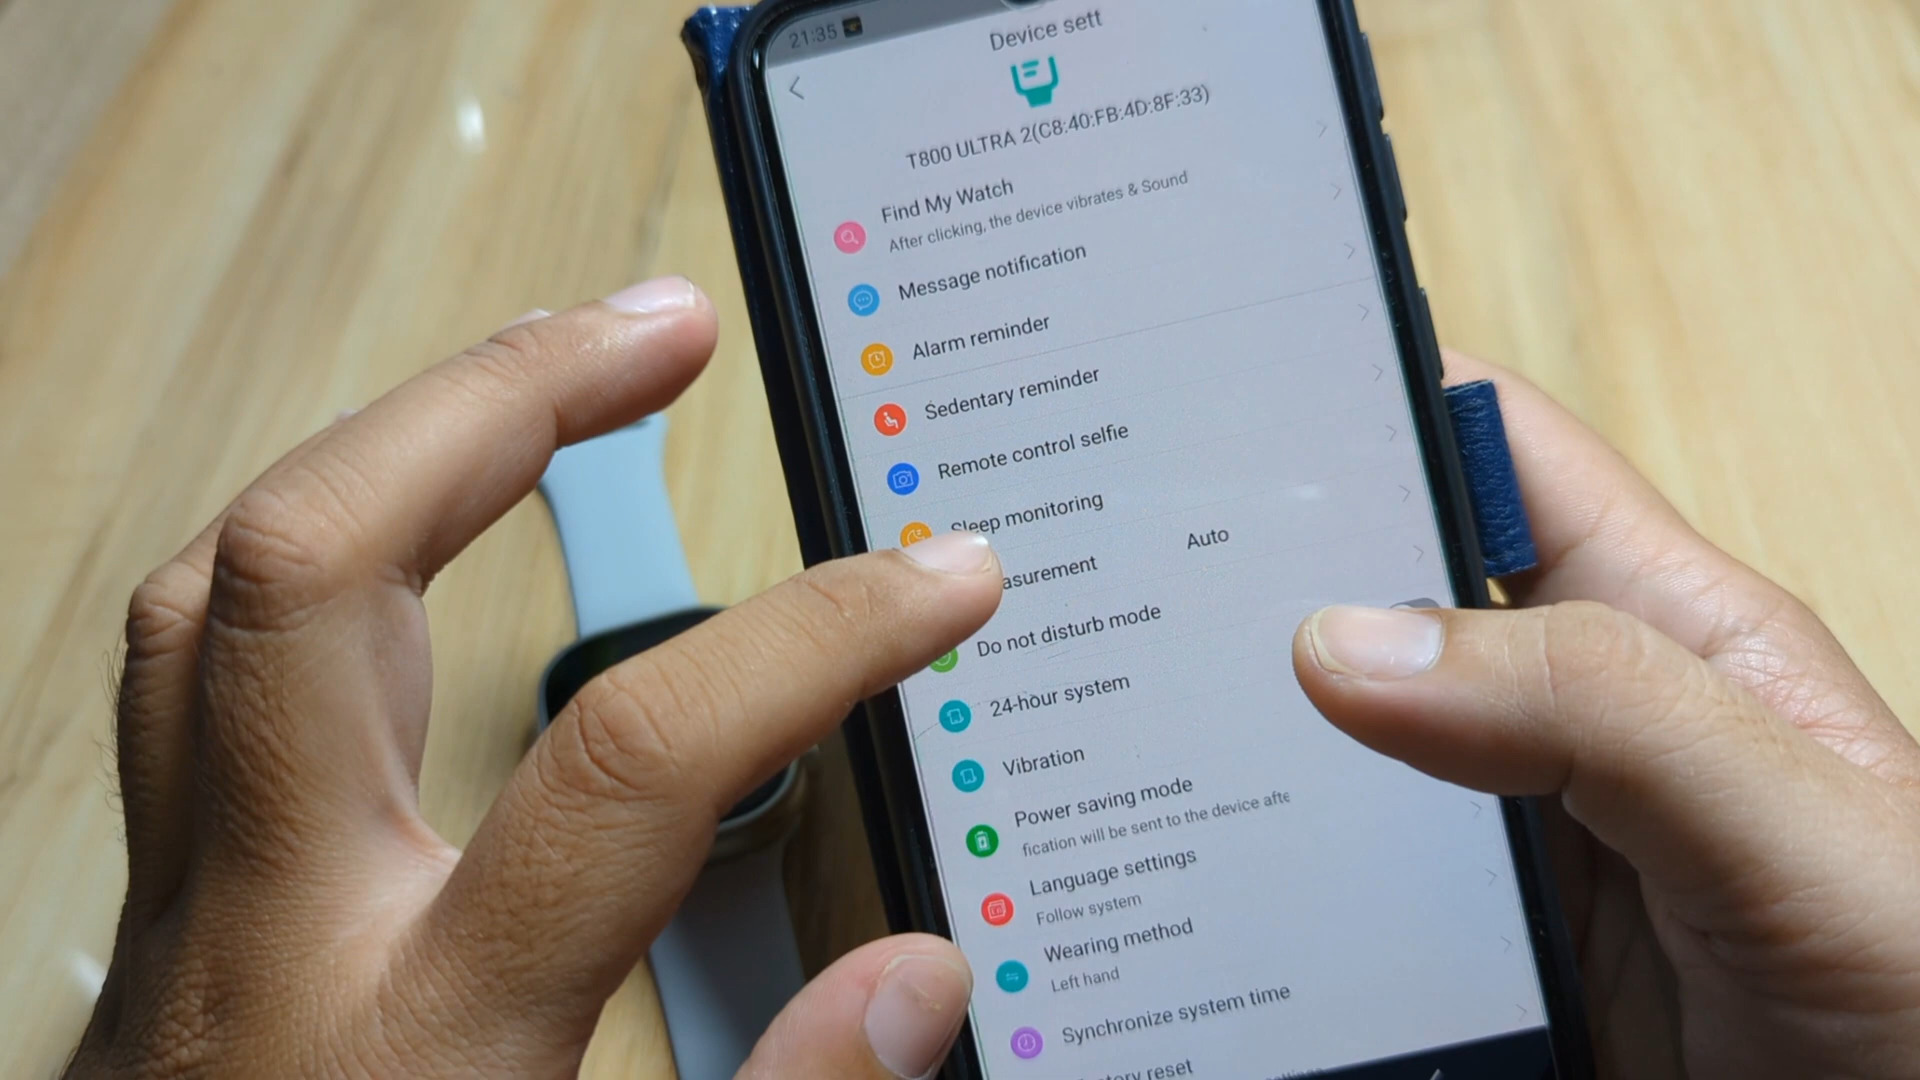 21:35
Device sett
T800 ULTRA 2(C8:40:FB:4D:8F:33)
Find My Watch
After clicking, the device vibrates & Sound
Message notification
Alarm reminder
Sedentary reminder
Remote control selfie
Sleep monitoring
asurement Auto
Do not disturb mode
24-hour system
Vibration
Power saving mode
fication will be sent to the device afte
Language settings
Follow system
Wearing method
Left hand
Synchronize system time
tory reset